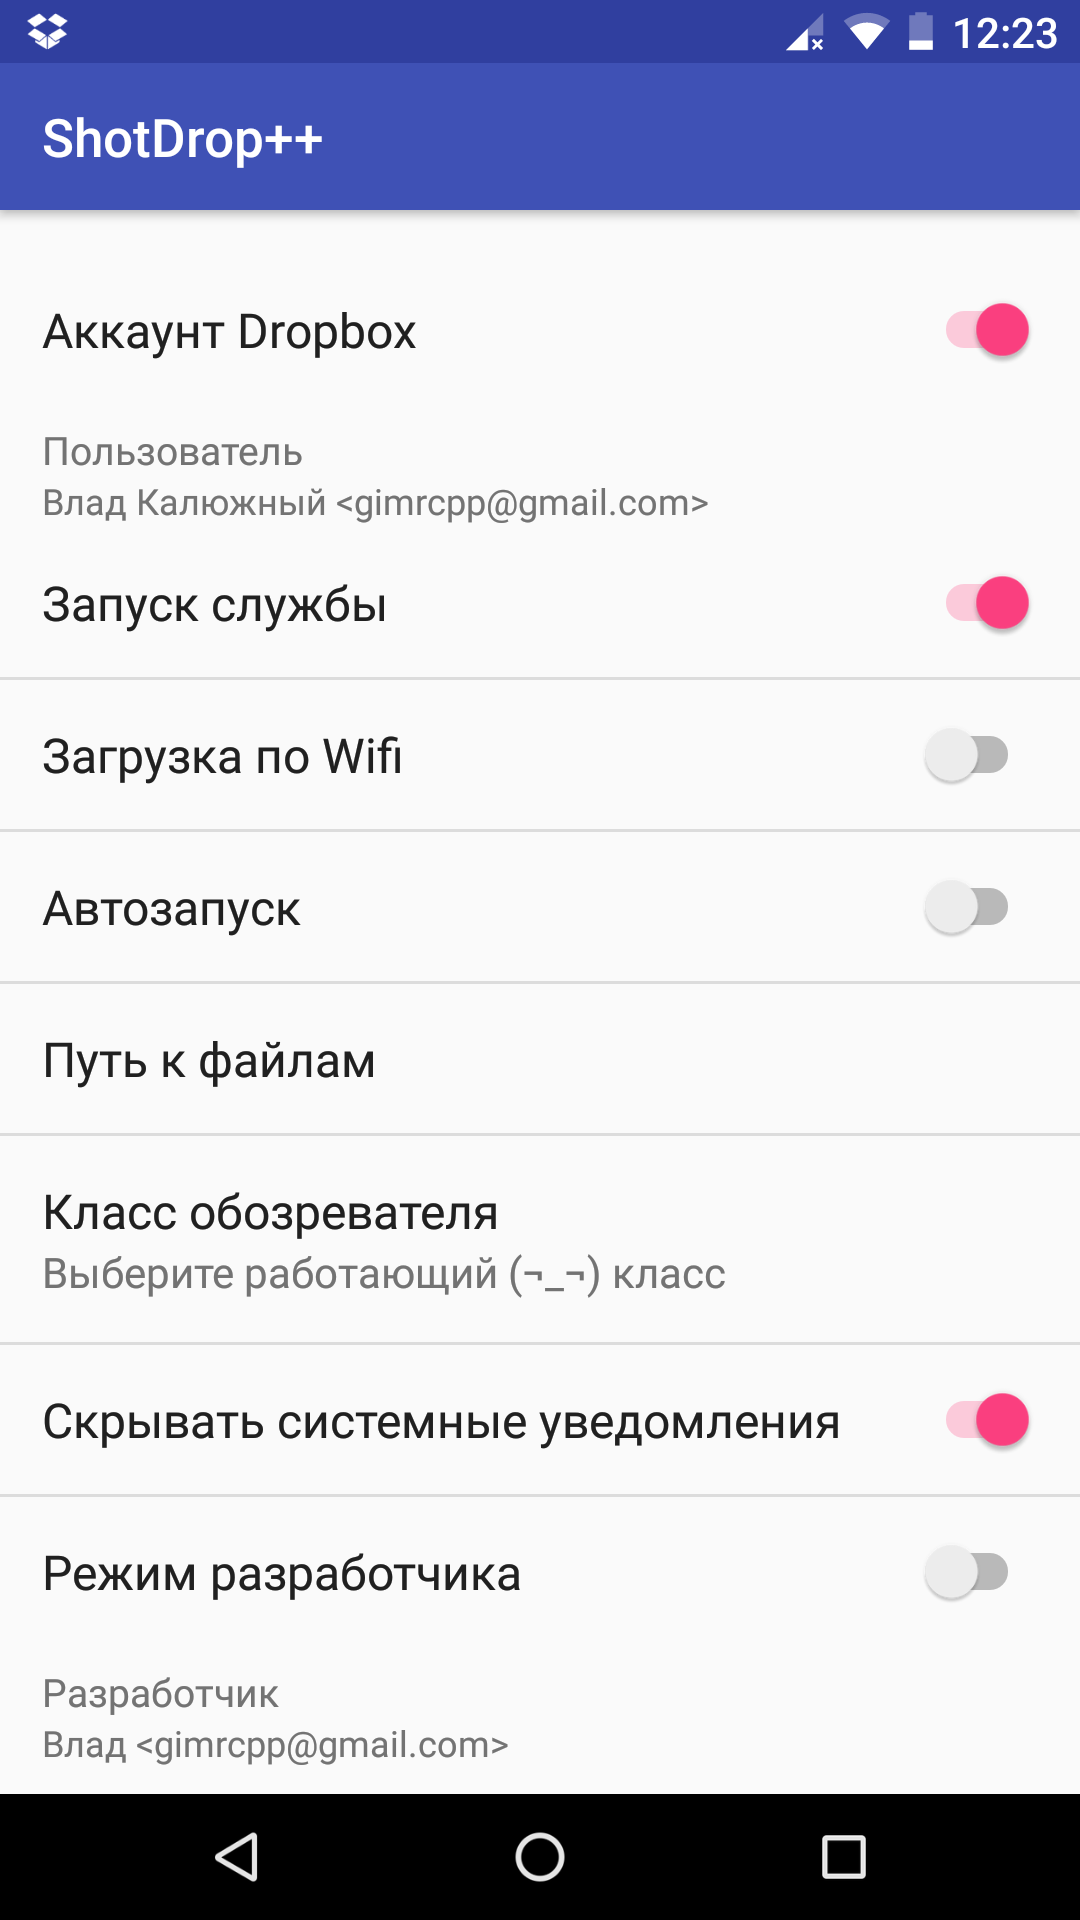 12:23
ShotDrop++
Аккаунт Dropbox
Пользователь
Влад Калюжный <gimrcpp@gmail.com>
Запуск службы
Загрузка по Wifi
Автозапуск
Путь к файлам
Класс обозревателя
Выберите работающий (¬_¬) класс
Скрывать системные уведомления
Режим разработчика
Разработчик
Влад <gimrcpp@gmail.com>